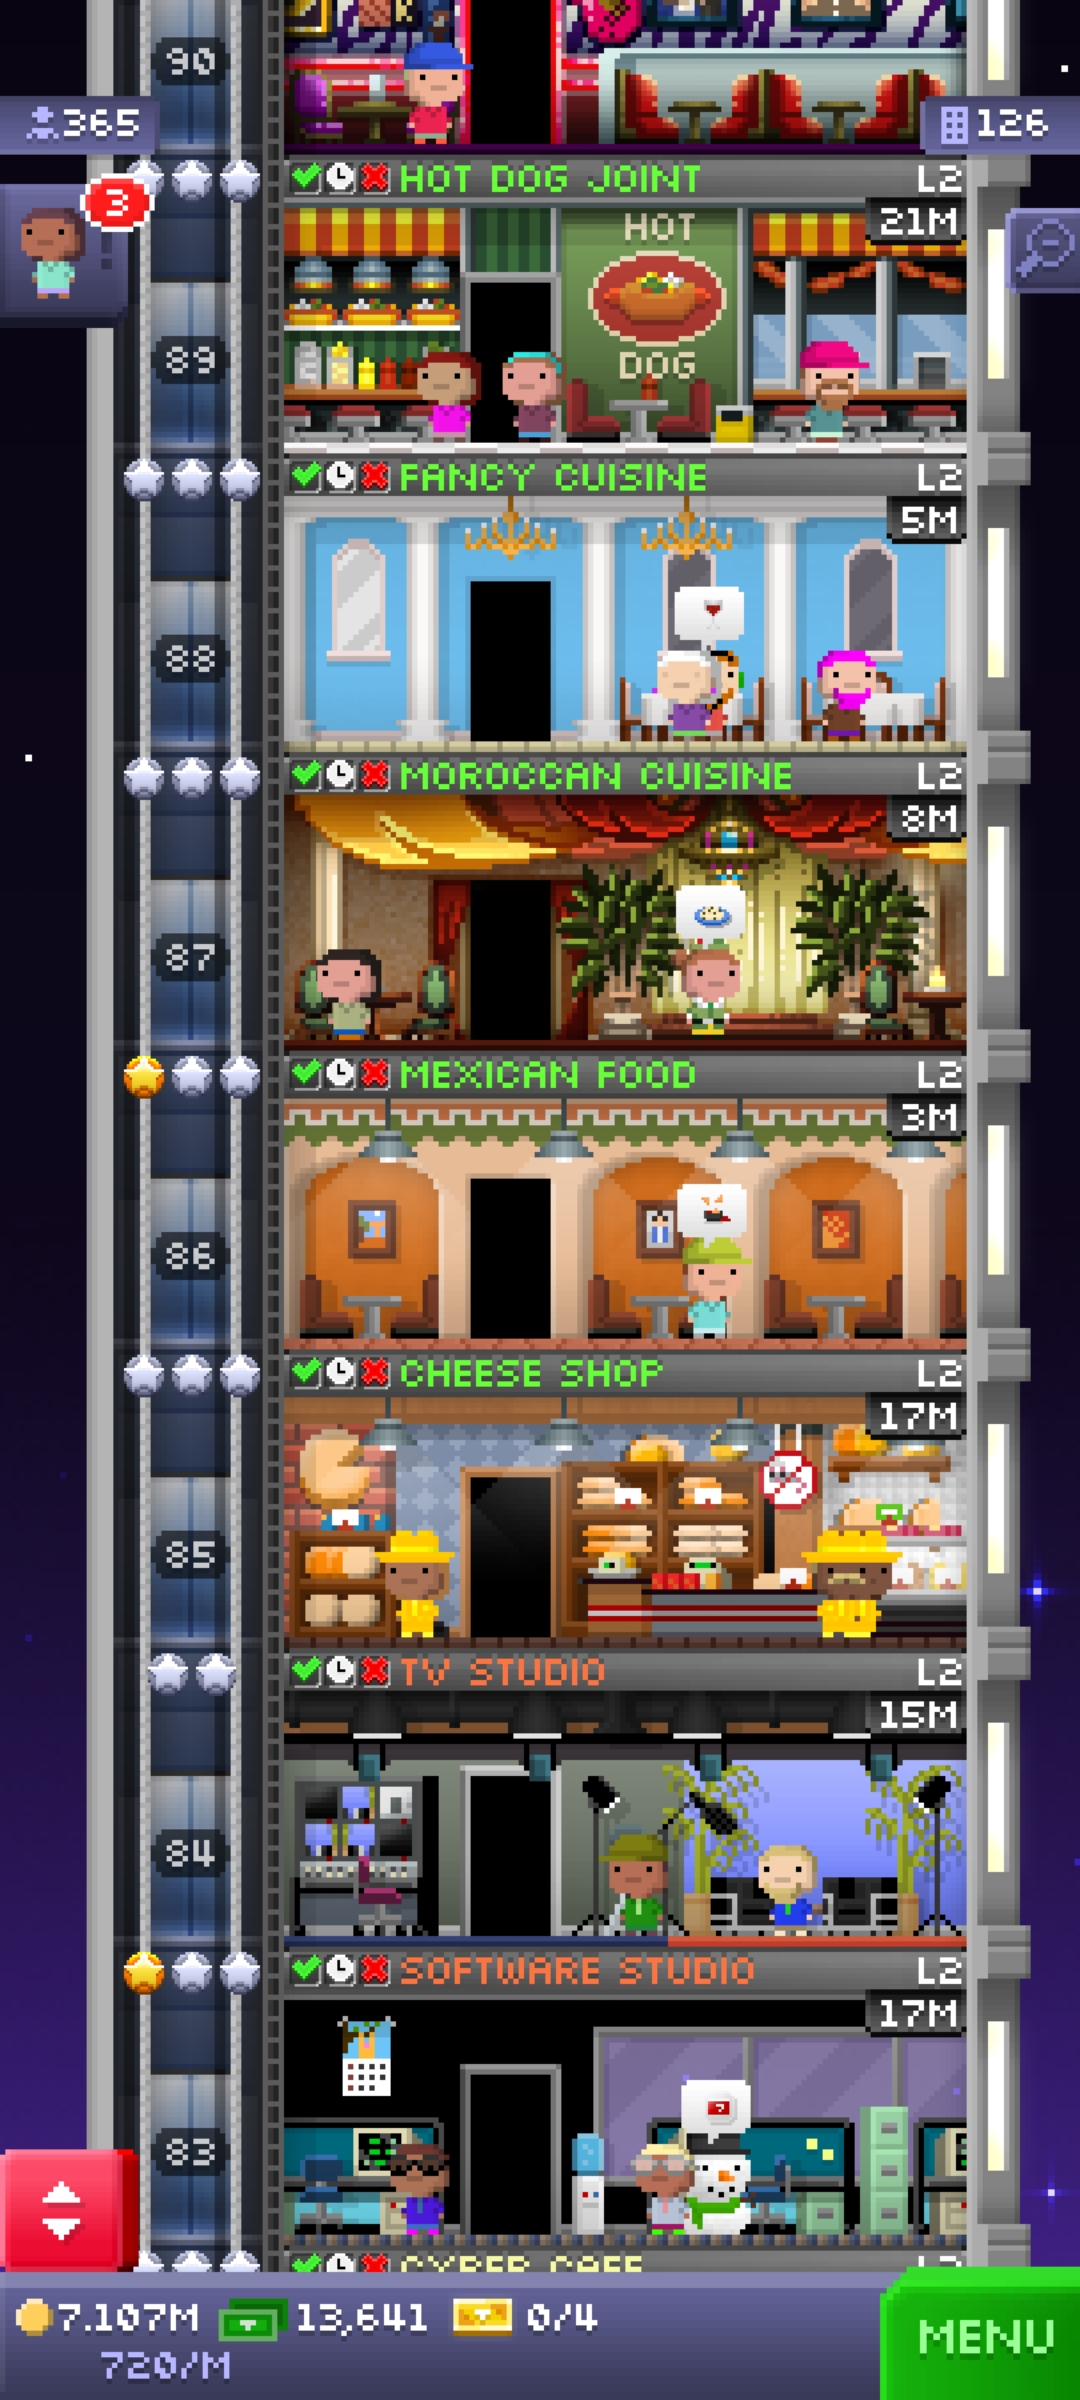 90
365
126
3
HOT DOG JOINT L2
21M
HOT
DOG
89
FANCY CUISINE L2
5M
88
MOROCCAN CUISINE L2
8M
87
MEXICAN FOOD L2
3M
86
CHEESE SHOP L2
17M
85
TV STUDIO L2
15M
84
SOFTWARE STUDIO L2
17M
83
CYBER CAFE L2
7.107M 13,641 0/4
720/M
MENU